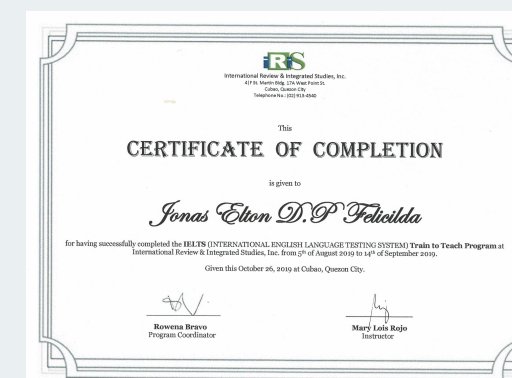 iRiS
International Review & Integrated Studies, Inc.
4/F St. Martin Bldg. 17A West Point St.
Cubao, Quezon City
Telephone No.: (02) 913-4540
This
CERTIFICATE OF COMPLETION
is given to
Jonas Elton D.P Felicilda
for having successfully completed the IELTS (INTERNATIONAL ENGLISH LANGUAGE TESTING SYSTEM) Train to Teach Program at
International Review & Integrated Studies, Inc. from 5th of August 2019 to 14th of September 2019.
Given this October 26, 2019 at Cubao, Quezon City.
Rowena Bravo
Program Coordinator
Mary Lois Rojo
Instructor